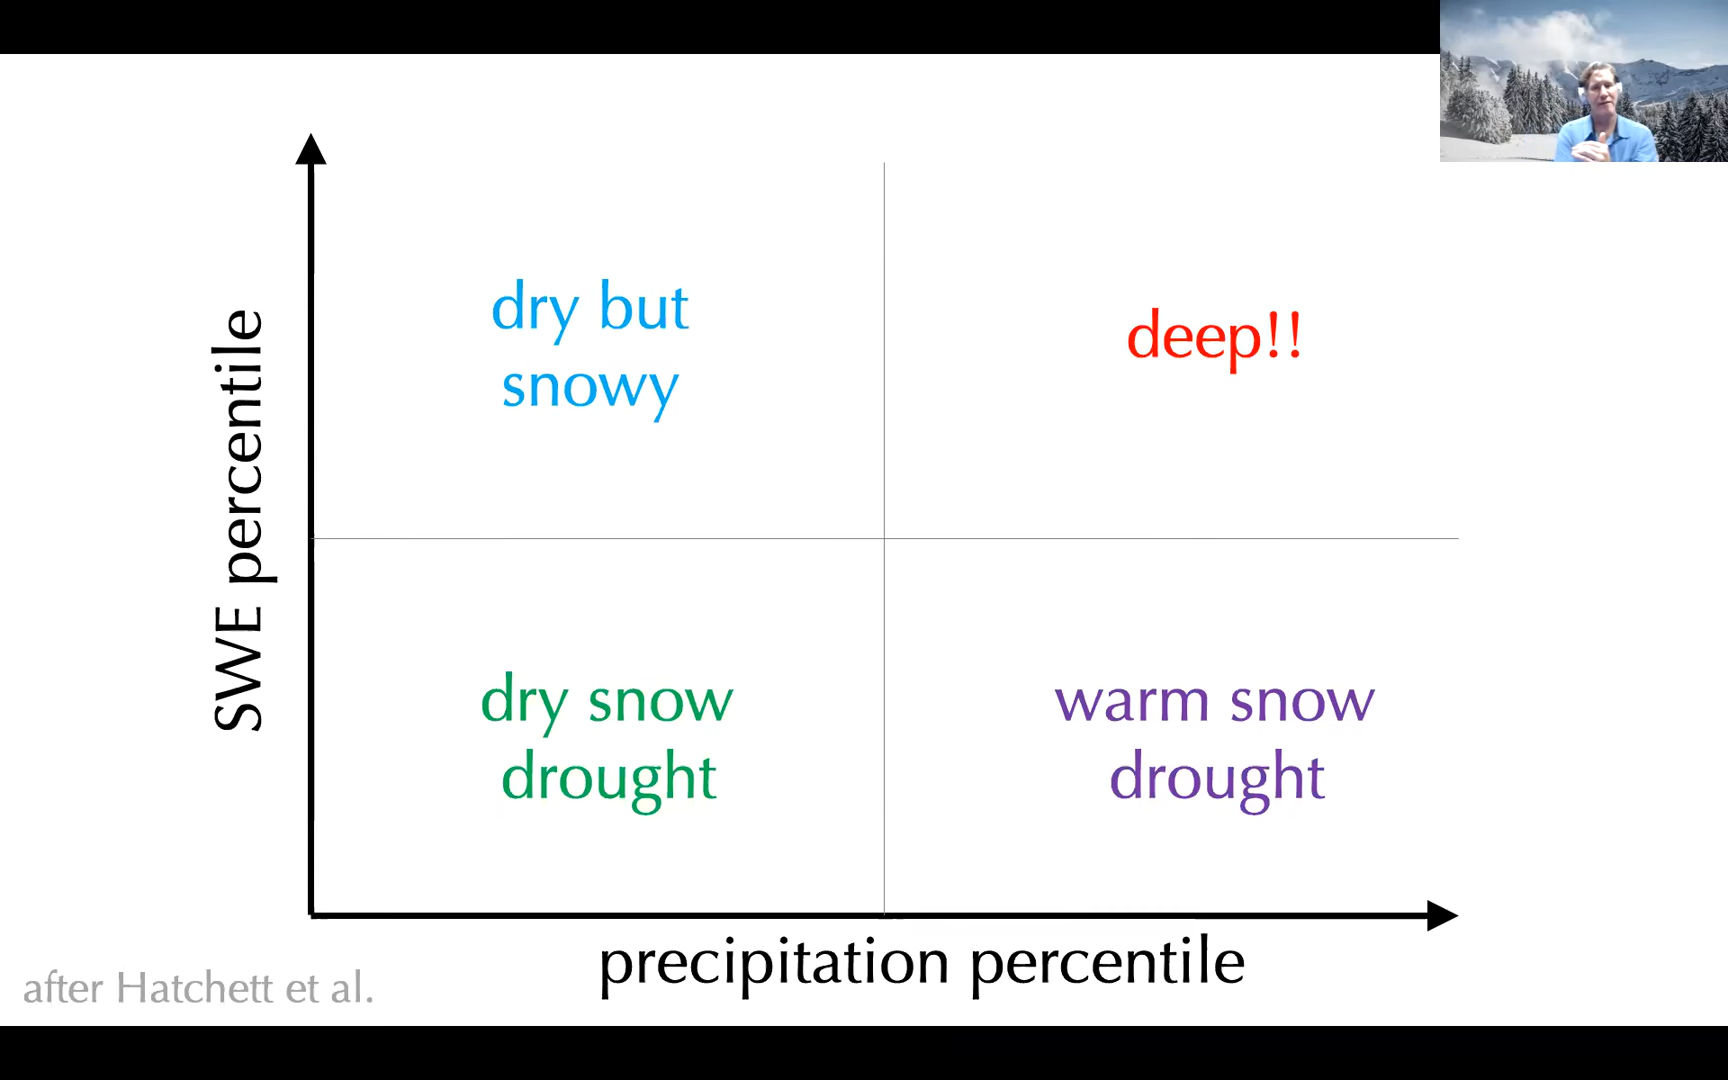 dry but
snowy
deep!!
SWE percentile
dry snow
drought
warm snow
drought
precipitation percentile
after Hatchett et al.